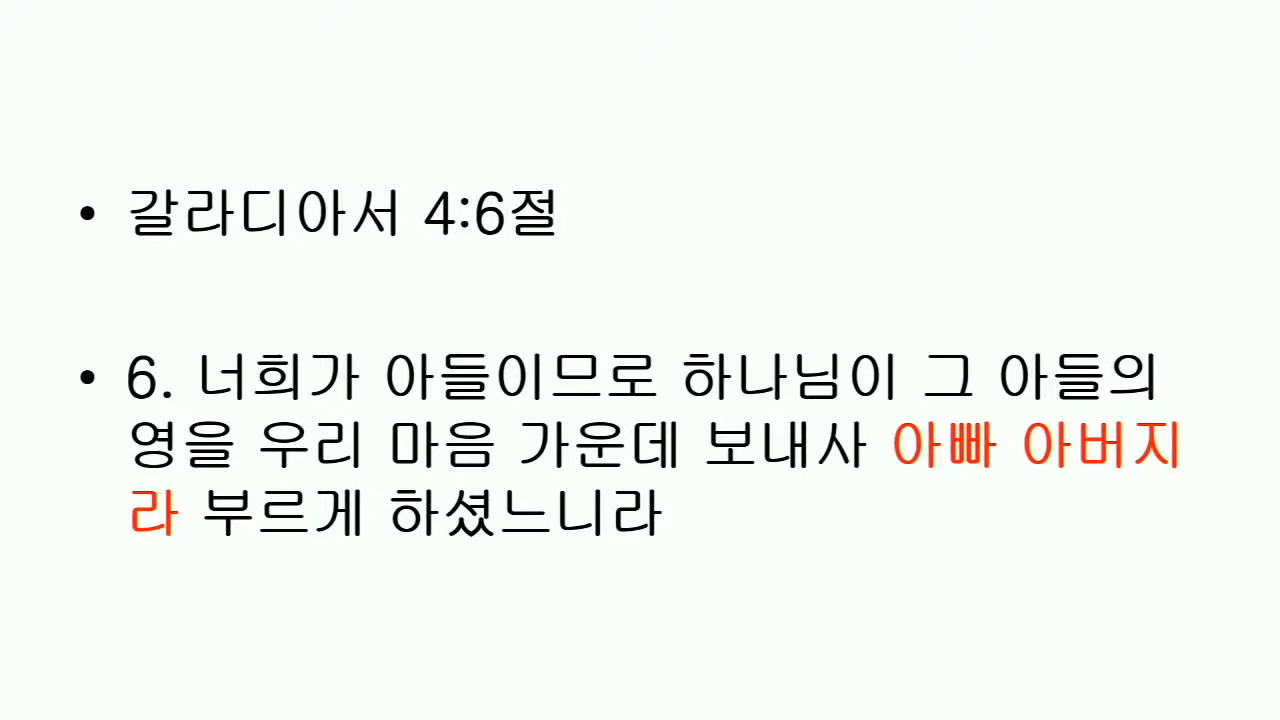 • 갈라디아서 4:6절
• 6. 너희가 아들이므로 하나님이 그 아들의
영을 우리 마음 가운데 보내사 아빠 아버지
라 부르게 하셨느니라